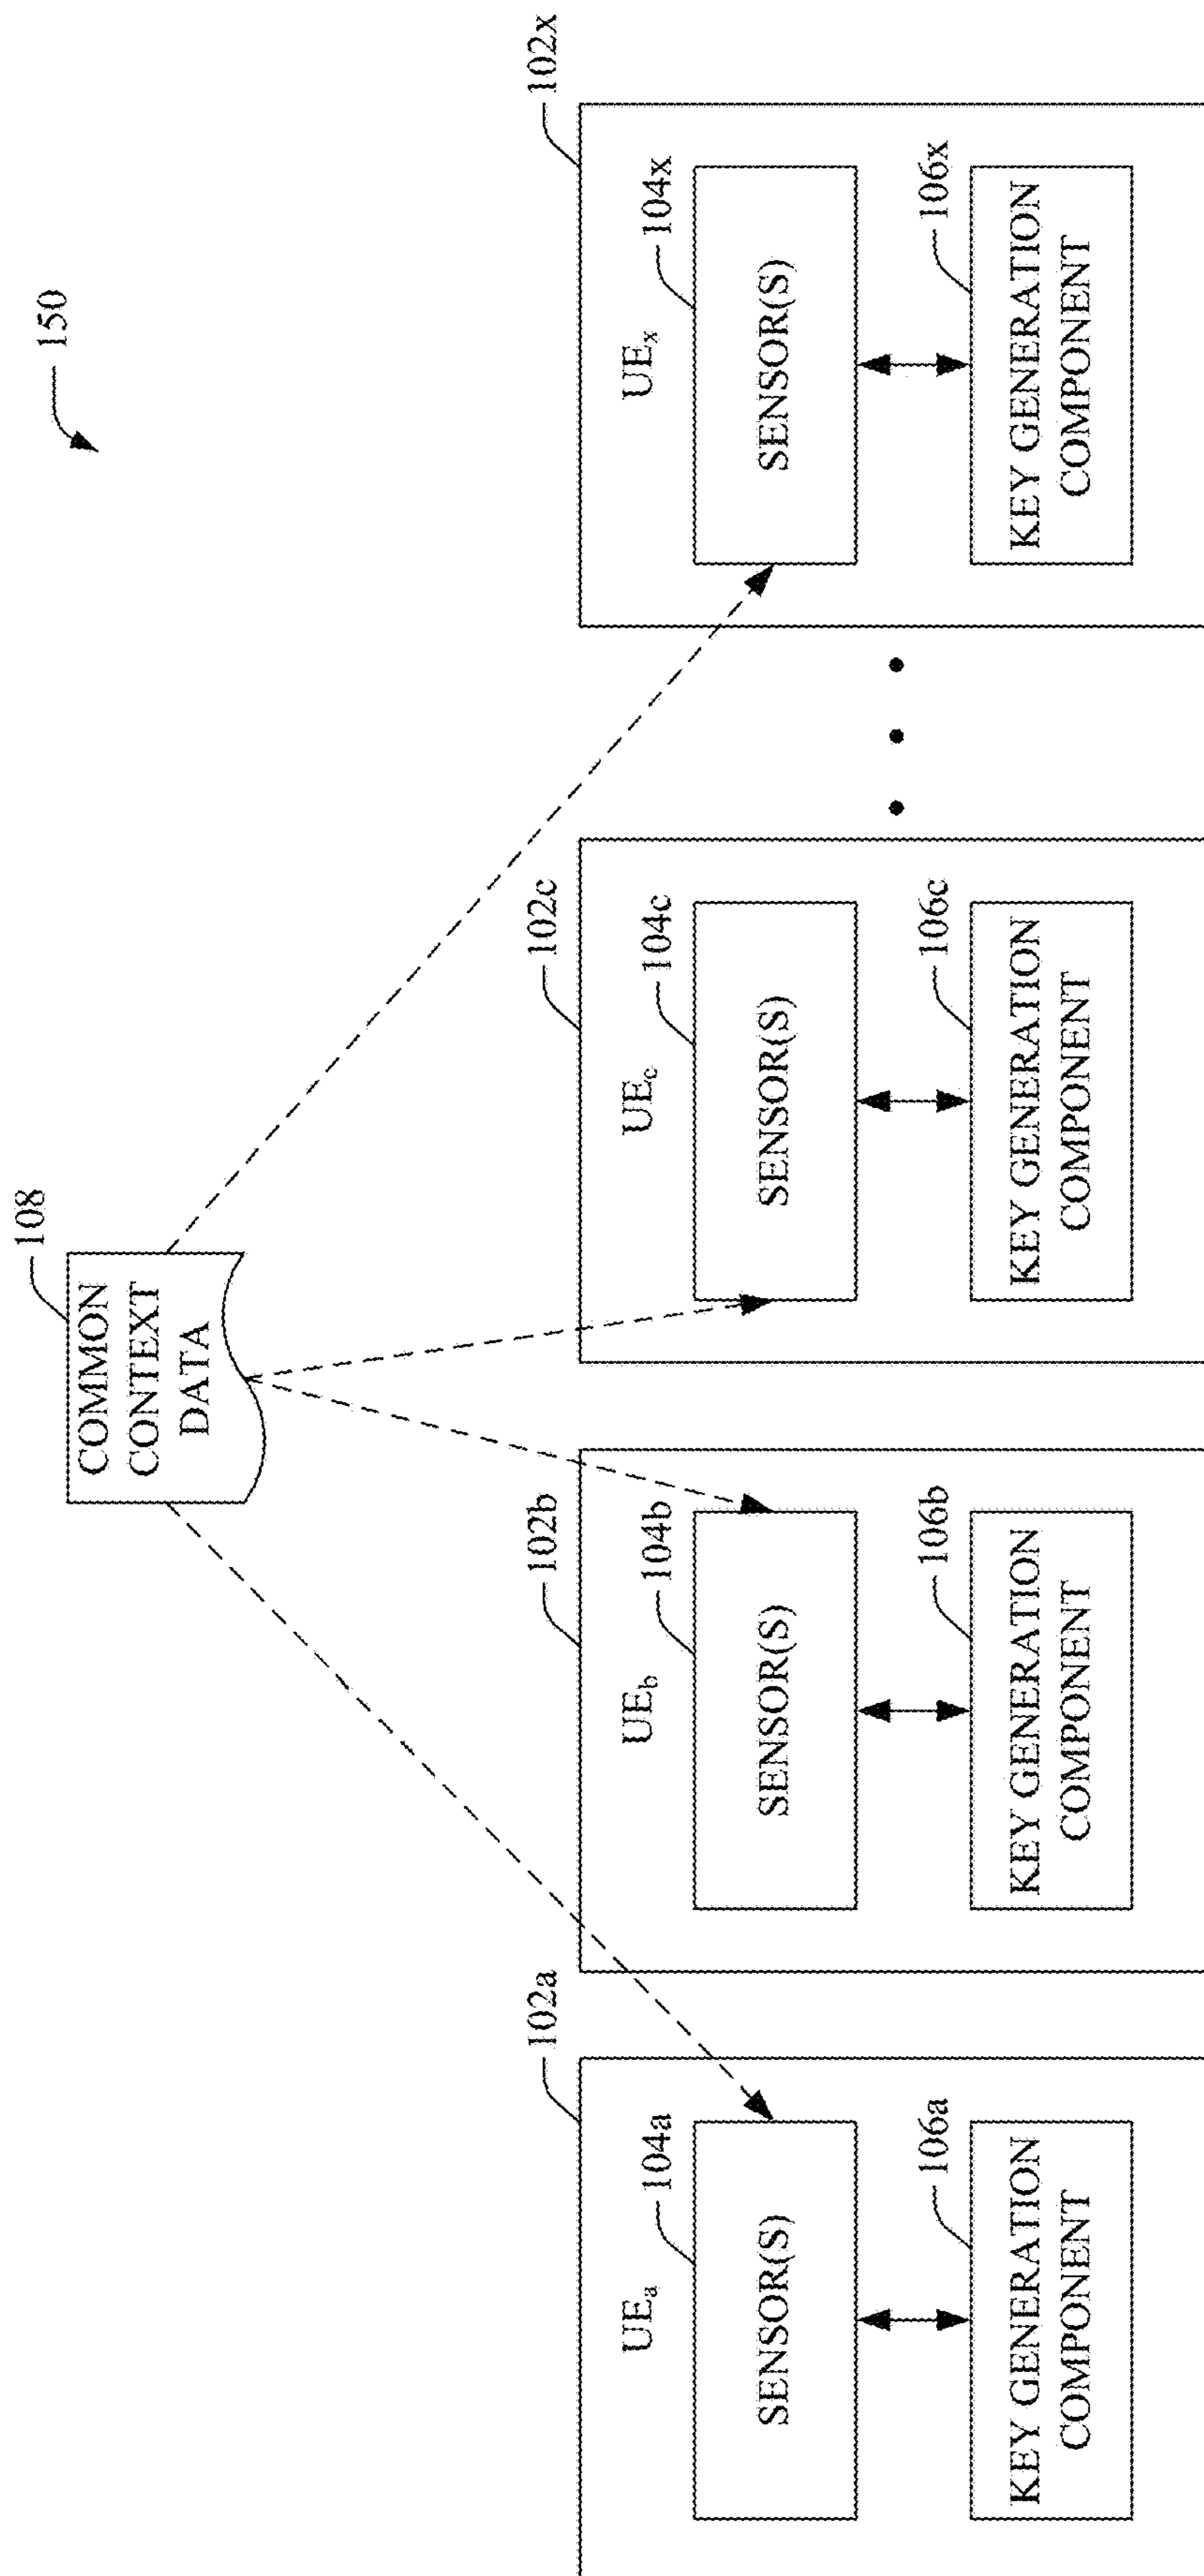 150
108
COMMON
CONTEXT
DATA
102a
UEa
104a
SENSOR(S)
106a
KEY GENERATION
COMPONENT
102b
UEb
104b
SENSOR(S)
106b
KEY GENERATION
COMPONENT
102c
UEc
104c
SENSOR(S)
106c
KEY GENERATION
COMPONENT
102x
UEx
104x
SENSOR(S)
106x
KEY GENERATION
COMPONENT